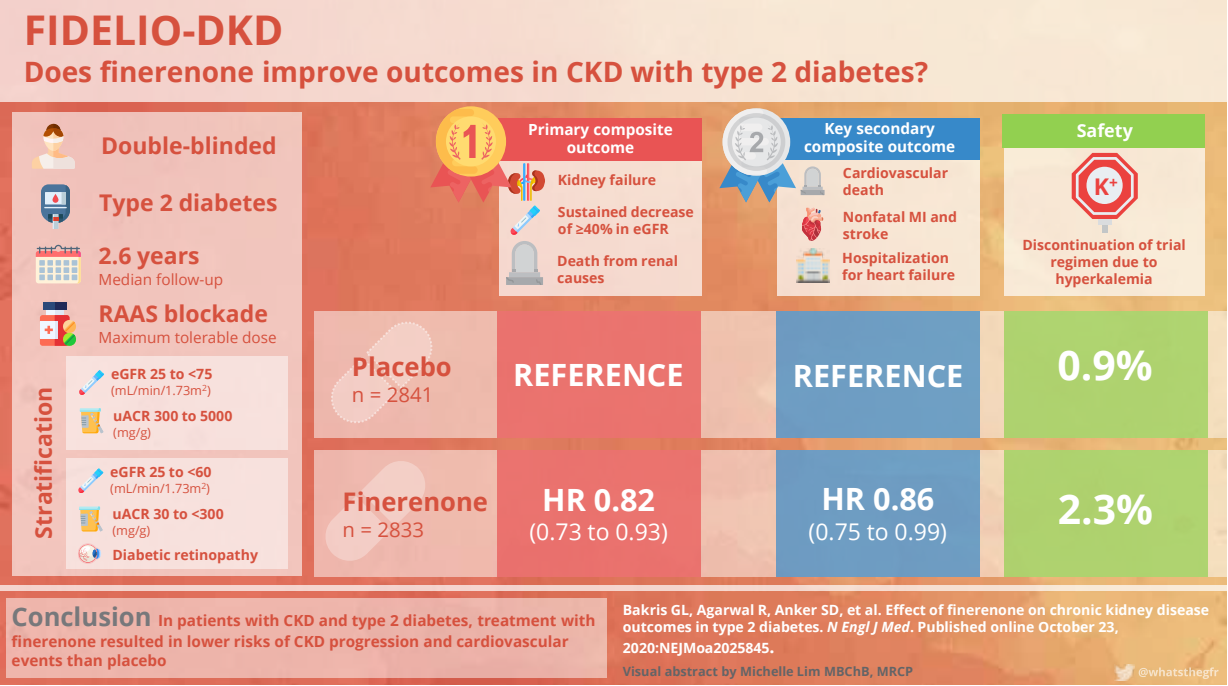 FIDELIO-DKD
Does finerenone improve outcomes in CKD with type 2 diabetes?
Double-blinded
Type 2 diabetes
2.6 years
Median follow-up
RAAS blockade
Maximum tolerable dose
Stratification
eGFR 25 to <75
(mL/min/1.73m²)
uACR 300 to 5000
(mg/g)
eGFR 25 to <60
(mL/min/1.73m²)
uACR 30 to <300
(mg/g)
Diabetic retinopathy
1
Primary composite
outcome
Kidney failure
Sustained decrease
of ≥40% in eGFR
Death from renal
causes
2
Key secondary
composite outcome
Cardiovascular
death
Nonfatal MI and
stroke
Hospitalization
for heart failure
Safety
K⁺
Discontinuation of trial
regimen due to
hyperkalemia
Placebo
n = 2841
REFERENCE
REFERENCE
0.9%
Finerenone
n = 2833
HR 0.82
(0.73 to 0.93)
HR 0.86
(0.75 to 0.99)
2.3%
Conclusion In patients with CKD and type 2 diabetes, treatment with
finerenone resulted in lower risks of CKD progression and cardiovascular
events than placebo
Bakris GL, Agarwal R, Anker SD, et al. Effect of finerenone on chronic kidney disease
outcomes in type 2 diabetes. N Engl J Med. Published online October 23,
2020:NEJMoa2025845.
Visual abstract by Michelle Lim MBChB, MRCP
@whatsthegfr